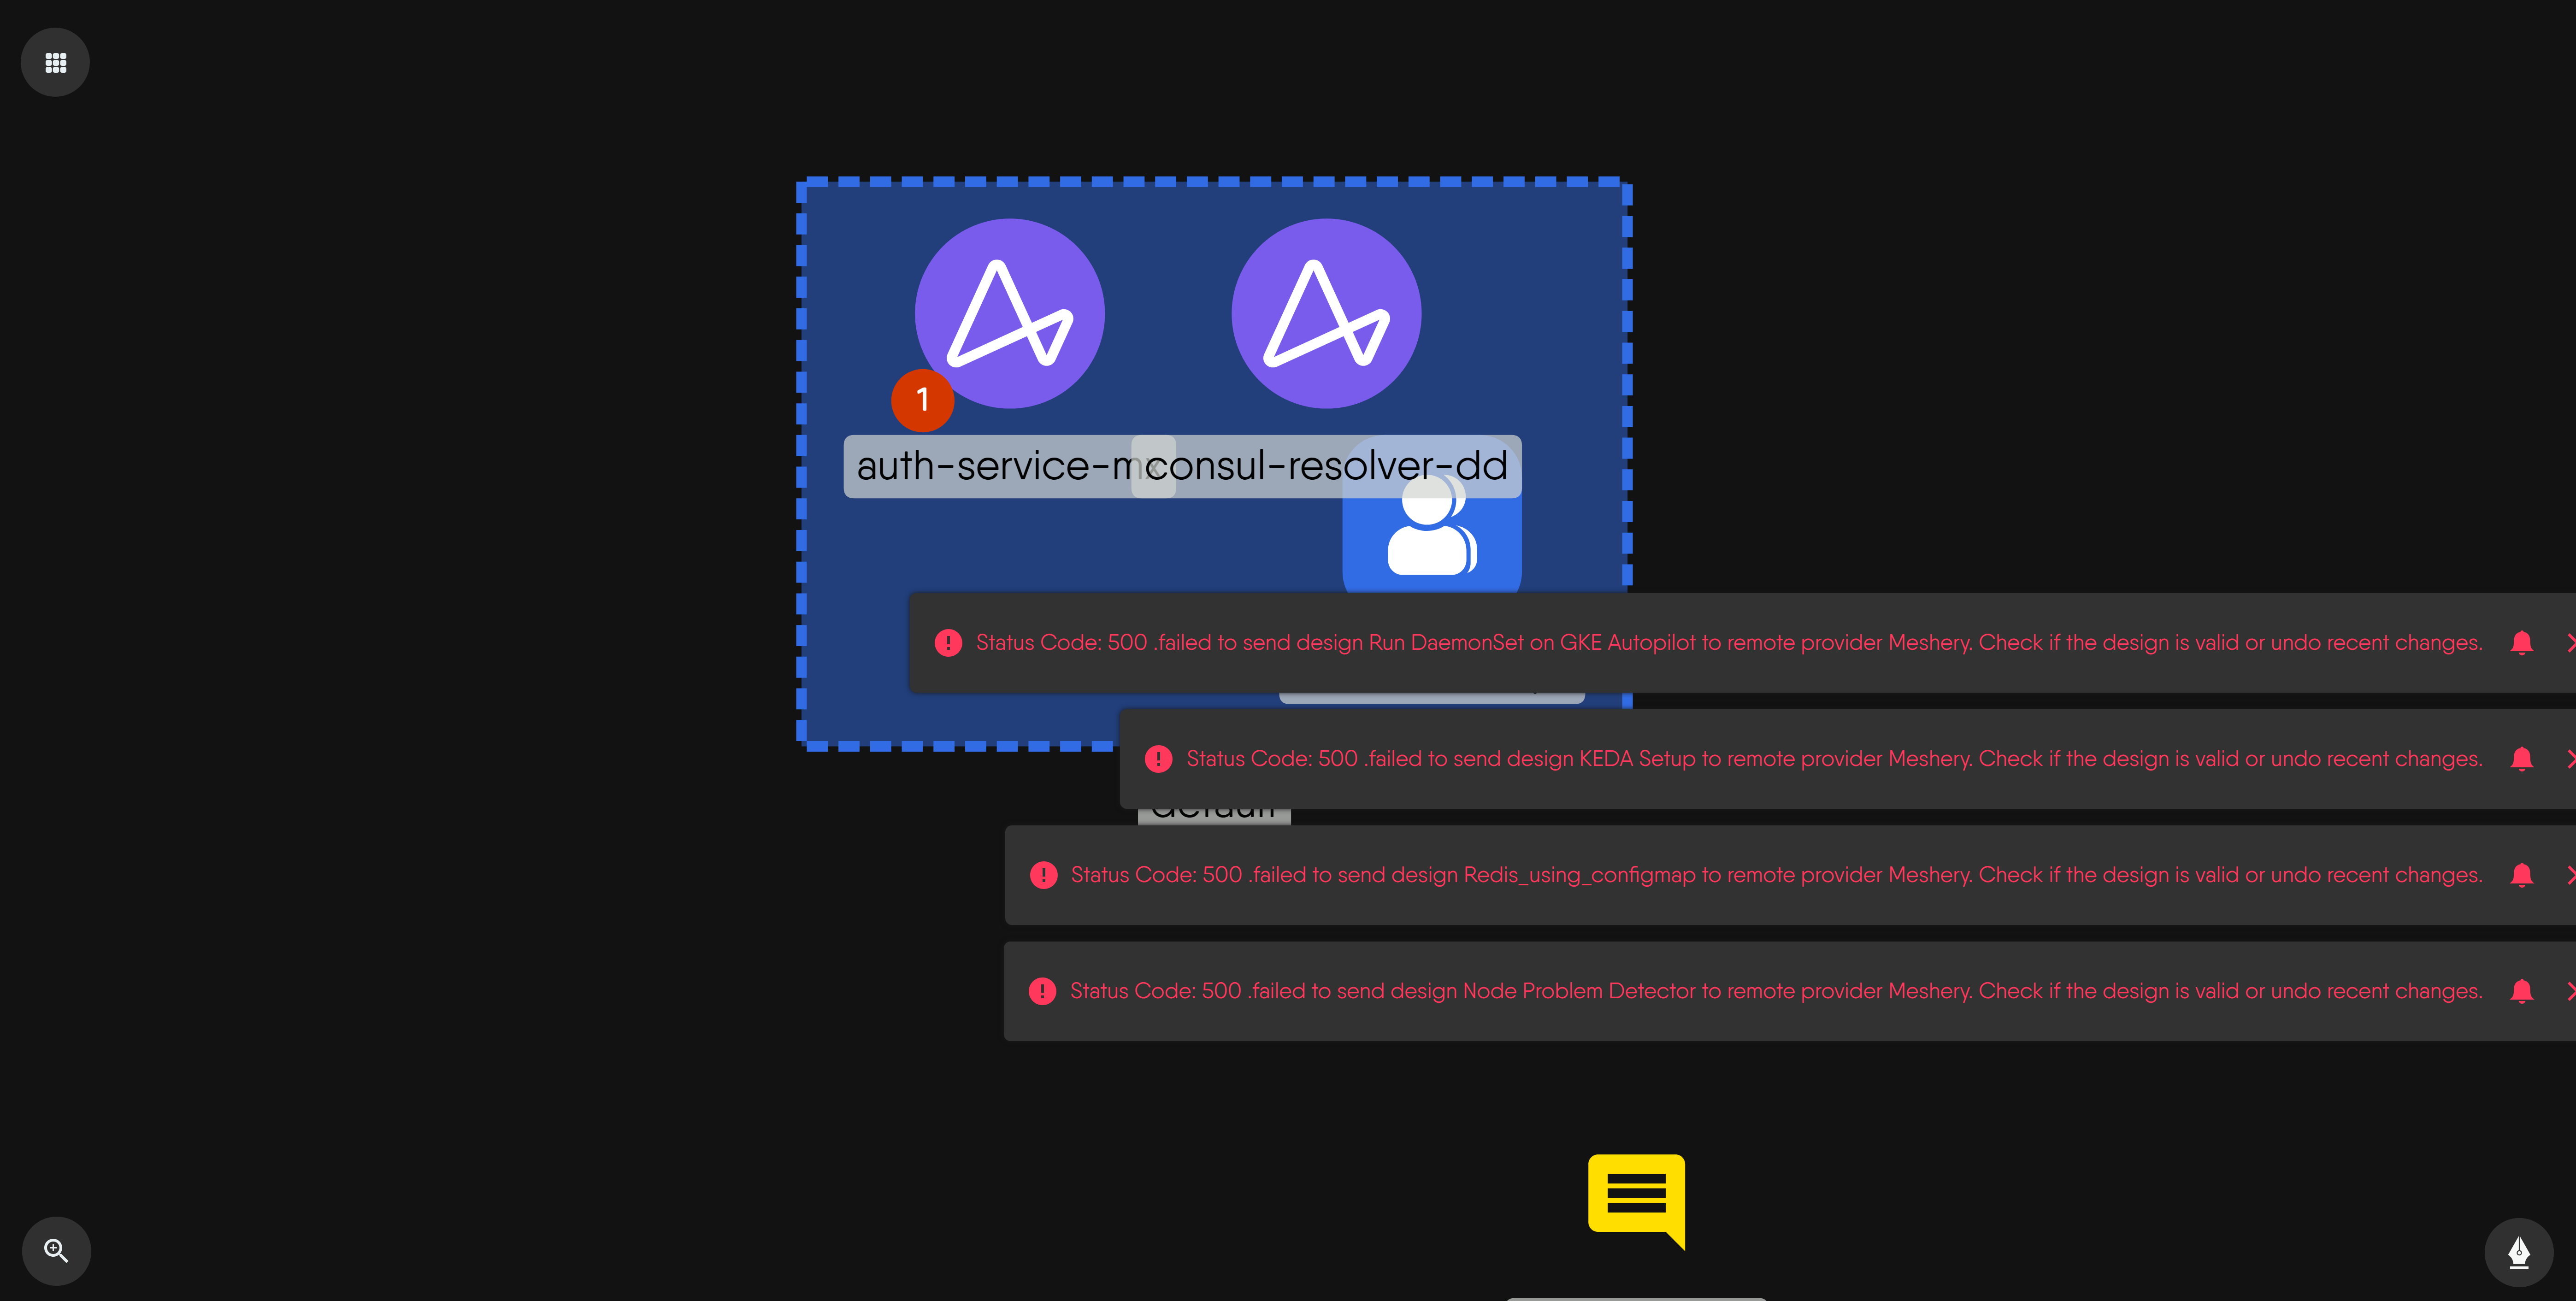 1
auth-service-mx
consul-resolver-dd
Status Code: 500 .failed to send design Run DaemonSet on GKE Autopilot to remote provider Meshery. Check if the design is valid or undo recent changes.
Status Code: 500 .failed to send design KEDA Setup to remote provider Meshery. Check if the design is valid or undo recent changes.
default
Status Code: 500 .failed to send design Redis_using_configmap to remote provider Meshery. Check if the design is valid or undo recent changes.
Status Code: 500 .failed to send design Node Problem Detector to remote provider Meshery. Check if the design is valid or undo recent changes.